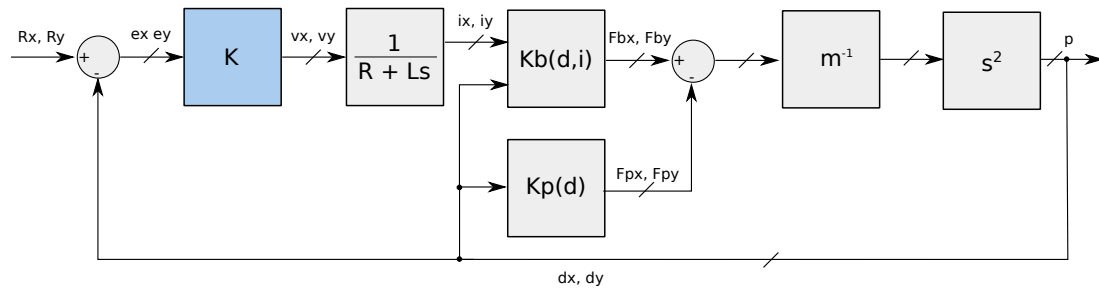 Rx, Ry
+
-
ex ey
K
vx, vy
1
R + Ls
ix, iy
Kb(d,i)
Fbx, Fby
+
-
m-1
s2
p
Kp(d)
Fpx, Fpy
dx, dy